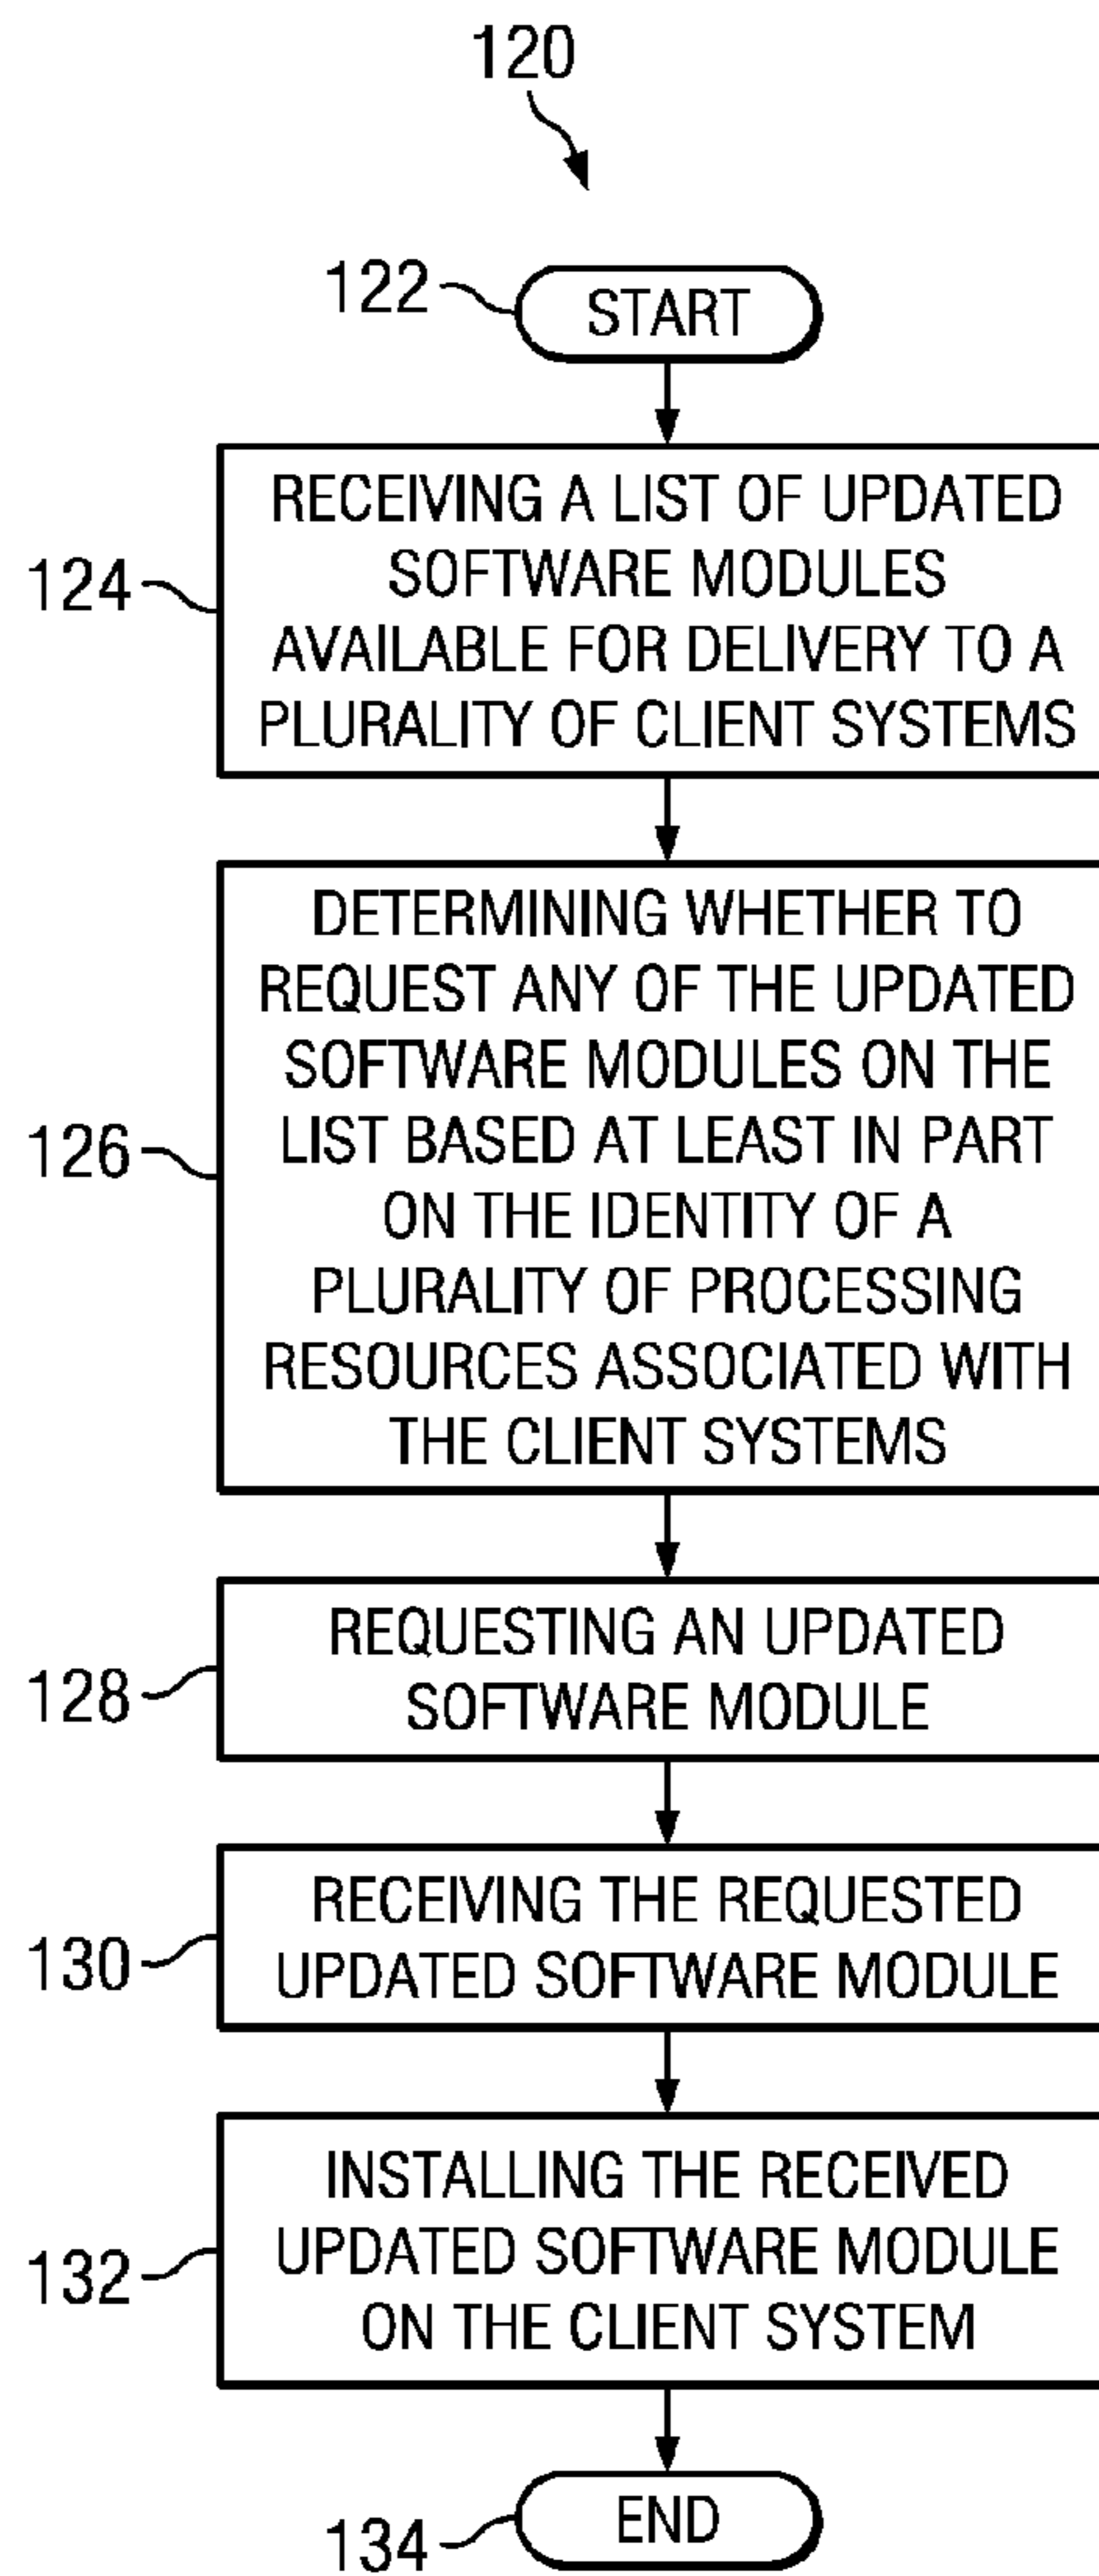 120
122
START
124
RECEIVING A LIST OF UPDATED
SOFTWARE MODULES
AVAILABLE FOR DELIVERY TO A
PLURALITY OF CLIENT SYSTEMS
126
DETERMINING WHETHER TO
REQUEST ANY OF THE UPDATED
SOFTWARE MODULES ON THE
LIST BASED AT LEAST IN PART
ON THE IDENTITY OF A
PLURALITY OF PROCESSING
RESOURCES ASSOCIATED WITH
THE CLIENT SYSTEMS
128
REQUESTING AN UPDATED
SOFTWARE MODULE
130
RECEIVING THE REQUESTED
UPDATED SOFTWARE MODULE
132
INSTALLING THE RECEIVED
UPDATED SOFTWARE MODULE
ON THE CLIENT SYSTEM
134
END